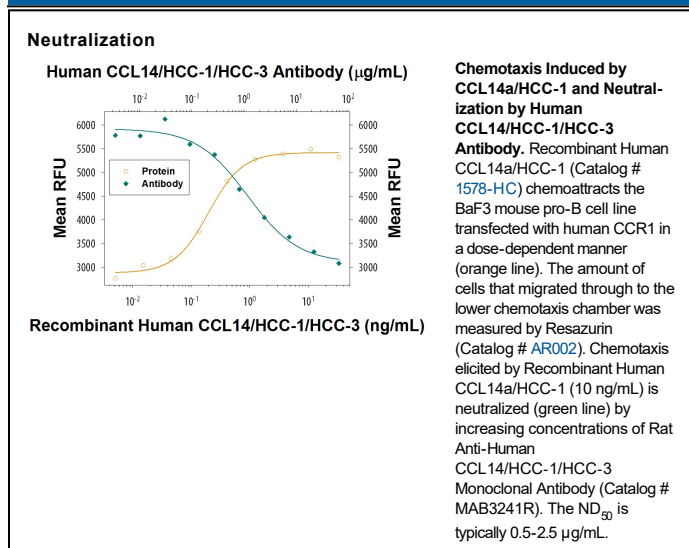 Neutralization
Human CCL14/HCC-1/HCC-3 Antibody (µg/mL)
10-2 10-1 100 101 102
6000
5500
5000
4500
4000
3500
3000
Mean RFU
Protein
Antibody
6000
5500
5000
4500
4000
3500
3000
Mean RFU
10-2 10-1 100 101
Recombinant Human CCL14/HCC-1/HCC-3 (ng/mL)
Chemotaxis Induced by
CCL14a/HCC-1 and Neutral-
ization by Human
CCL14/HCC-1/HCC-3
Antibody. Recombinant Human
CCL14a/HCC-1 (Catalog #
1578-HC) chemoattracts the
BaF3 mouse pro-B cell line
transfected with human CCR1 in
a dose-dependent manner
(orange line). The amount of
cells that migrated through to the
lower chemotaxis chamber was
measured by Resazurin
(Catalog # AR002). Chemotaxis
elicited by Recombinant Human
CCL14a/HCC-1 (10 ng/mL) is
neutralized (green line) by
increasing concentrations of Rat
Anti-Human
CCL14/HCC-1/HCC-3
Monoclonal Antibody (Catalog #
MAB3241R). The ND50 is
typically 0.5-2.5 µg/mL.